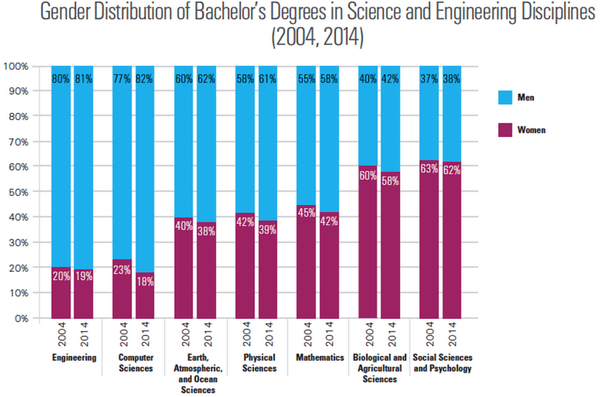 Gender Distribution of Bachelor's Degrees in Science and Engineering Disciplines
(2004, 2014)
100%
90%
80%
70%
60%
50%
40%
30%
20%
10%
0%
80% 81% 77% 82% 60% 62% 58% 61% 55% 58% 40% 42% 37% 38%
20% 19% 23% 18% 40% 38% 42% 39% 45% 42% 60% 58% 63% 62%
2004 2014 2004 2014 2004 2014 2004 2014 2004 2014 2004 2014 2004 2014
Engineering
Computer
Sciences
Earth,
Atmospheric,
and Ocean
Sciences
Physical
Sciences
Mathematics
Biological and
Agricultural
Sciences
Social Sciences
and Psychology
Men
Women